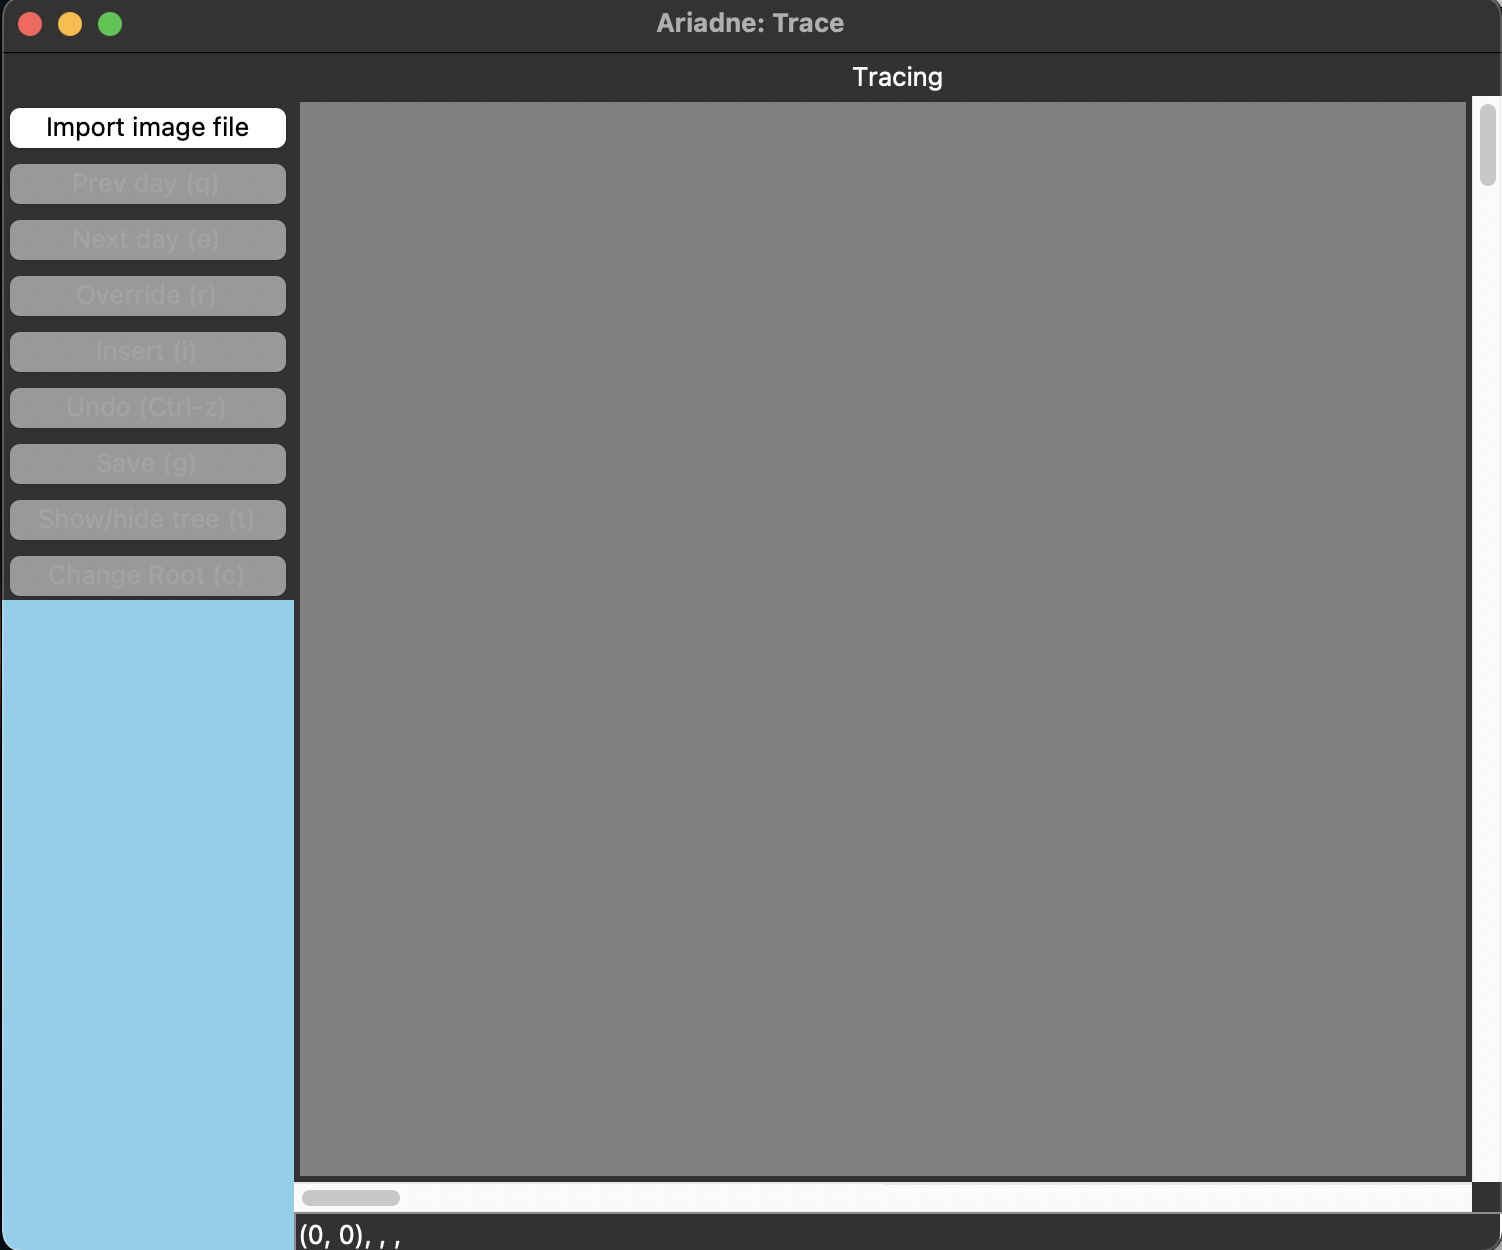 Ariadne: Trace
Tracing
Import image file
Prev day (q)
Next day (e)
Override (r)
Insert (i)
Undo (Ctrl-z)
Save (g)
Show/hide tree (t)
Change Root (c)
(0, 0), , ,